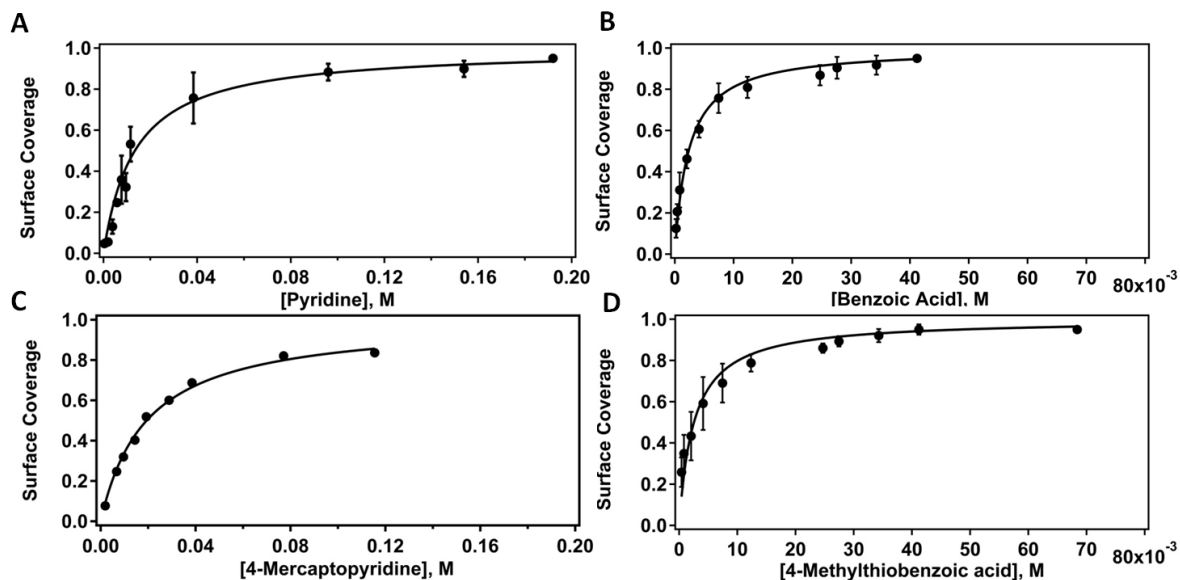 A
Surface Coverage
1.0
0.8
0.6
0.4
0.2
0.0
0.00 0.04 0.08 0.12 0.16 0.20
[Pyridine], M
B
Surface Coverage
1.0
0.8
0.6
0.4
0.2
0.0
0 10 20 30 40 50 60 70 80x10⁻³
[Benzoic Acid], M
C
Surface Coverage
1.0
0.8
0.6
0.4
0.2
0.0
0.00 0.04 0.08 0.12 0.16 0.20
[4-Mercaptopyridine], M
D
Surface Coverage
1.0
0.8
0.6
0.4
0.2
0.0
0 10 20 30 40 50 60 70 80x10⁻³
[4-Methylthiobenzoic acid], M